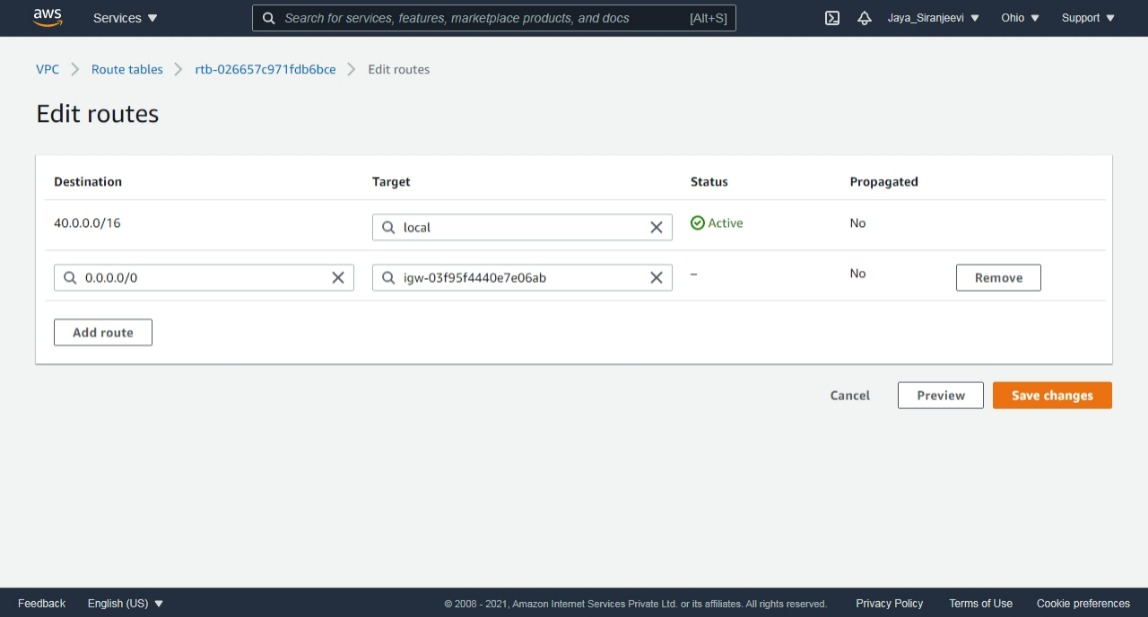 aws Services Search for services, features, marketplace products, and docs [Alt+S] Jaya_Siranjeevi Ohio Support
VPC Route tables rtb-026657c971fdb6bce Edit routes
Edit routes
Destination Target Status Propagated
40.0.0.0/16 local Active No
0.0.0.0/0 igw-03f95f4440e7e06ab – No Remove
Add route
Cancel Preview Save changes
Feedback English (US) © 2008 - 2021, Amazon Internet Services Private Ltd. or its affiliates. All rights reserved. Privacy Policy Terms of Use Cookie preferences